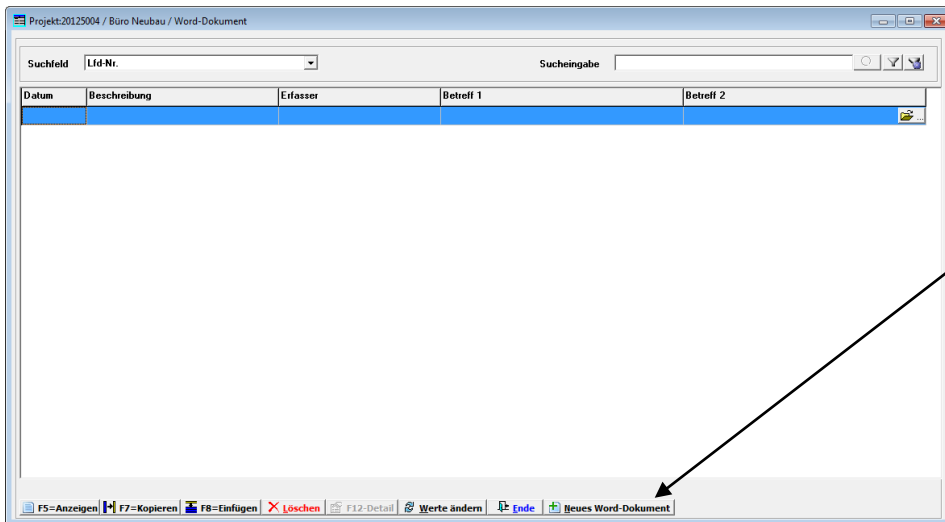 Projekt:20125004 / Büro Neubau / Word-Dokument
Suchfeld Lfd-Nr. Sucheingabe
Datum Beschreibung Erfasser Betreff 1 Betreff 2
...
F5=Anzeigen F7=Kopieren F8=Einfügen Löschen F12-Detail Werte ändern Ende Neues Word-Dokument